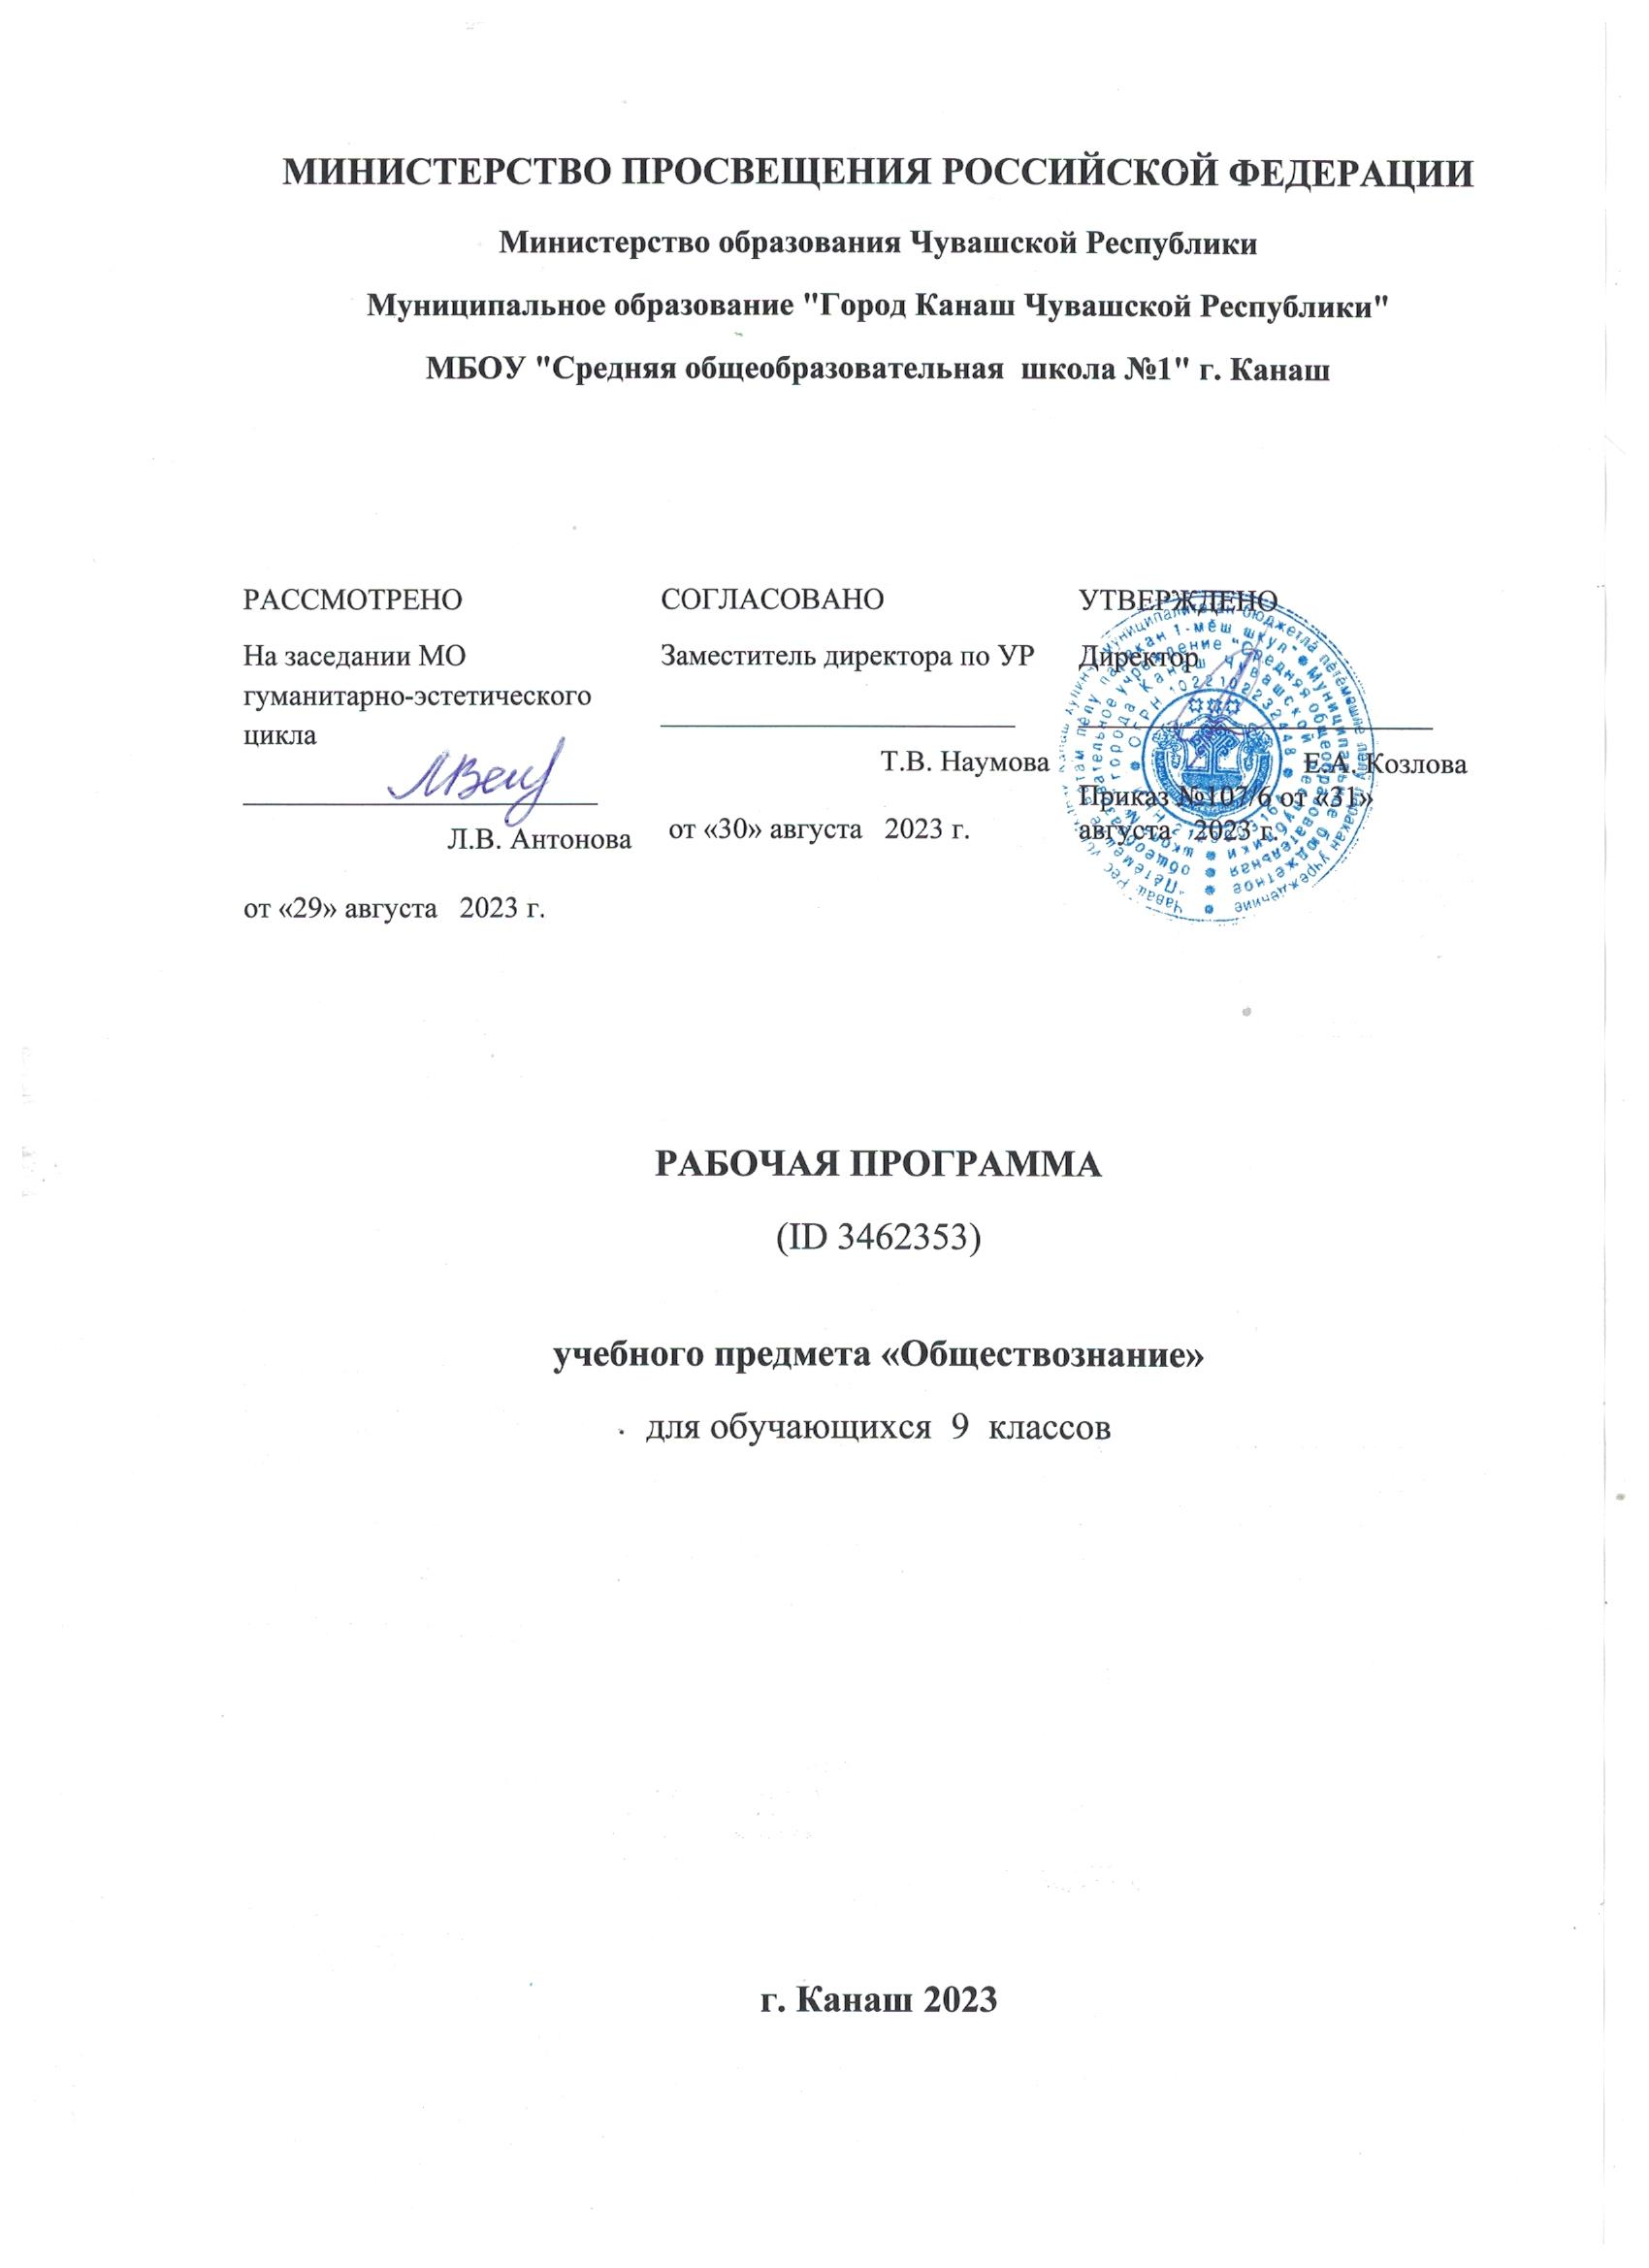 МИНИСТЕРСТВО ПРОСВЕЩЕНИЯ РОССИЙСКОЙ ФЕДЕРАЦИИ
Министерство образования Чувашской Республики
Муниципальное образование "Город Канаш Чувашской Республики"
МБОУ "Средняя общеобразовательная школа №1" г. Канаш
РАССМОТРЕНО
На заседании МО
гуманитарно-эстетического
цикла
Л.В. Антонова
от «29» августа 2023 г.
СОГЛАСОВАНО
Заместитель директора по УР
Т.В. Наумова
от «30» августа 2023 г.
УТВЕРЖДЕНО
Директор
Е.А. Козлова
Приказ №107/6 от «31»
августа 2023 г.
РАБОЧАЯ ПРОГРАММА
(ID 3462353)
учебного предмета «Обществознание»
для обучающихся 9 классов
г. Канаш 2023